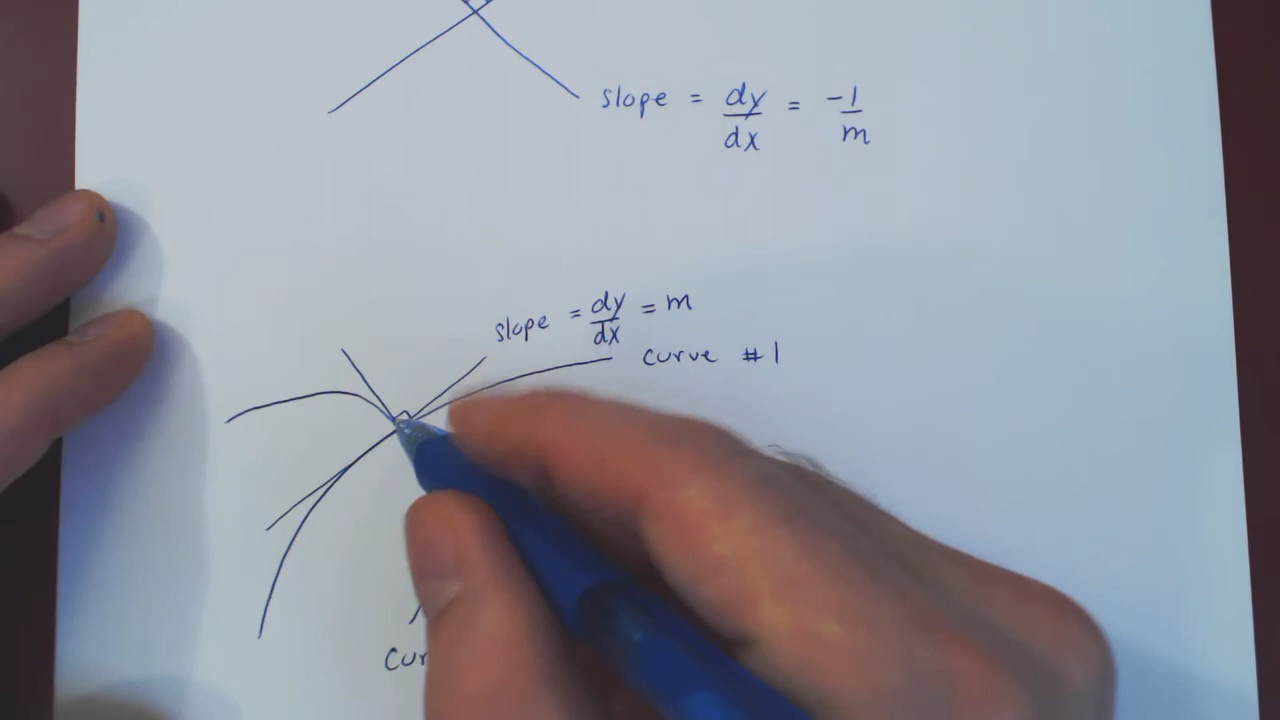 slope = dy/dx = -1/m
slope = dy/dx = m
curve #1